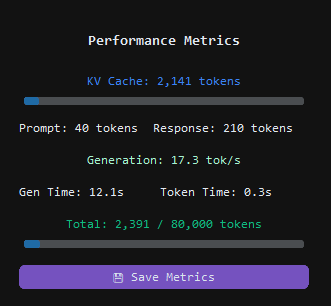 Performance Metrics
KV Cache: 2,141 tokens
Prompt: 40 tokens Response: 210 tokens
Generation: 17.3 tok/s
Gen Time: 12.1s Token Time: 0.3s
Total: 2,391 / 80,000 tokens
Save Metrics